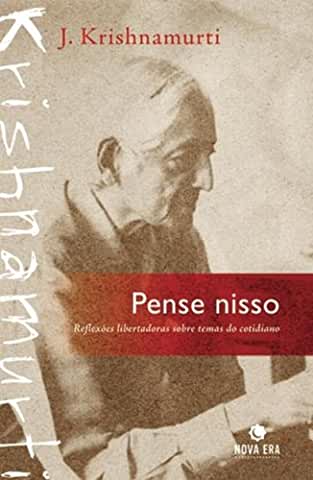 Krishnamurti
J. Krishnamurti
Pense nisso
Reflexões libertadoras sobre temas do cotidiano
NOVA ERA